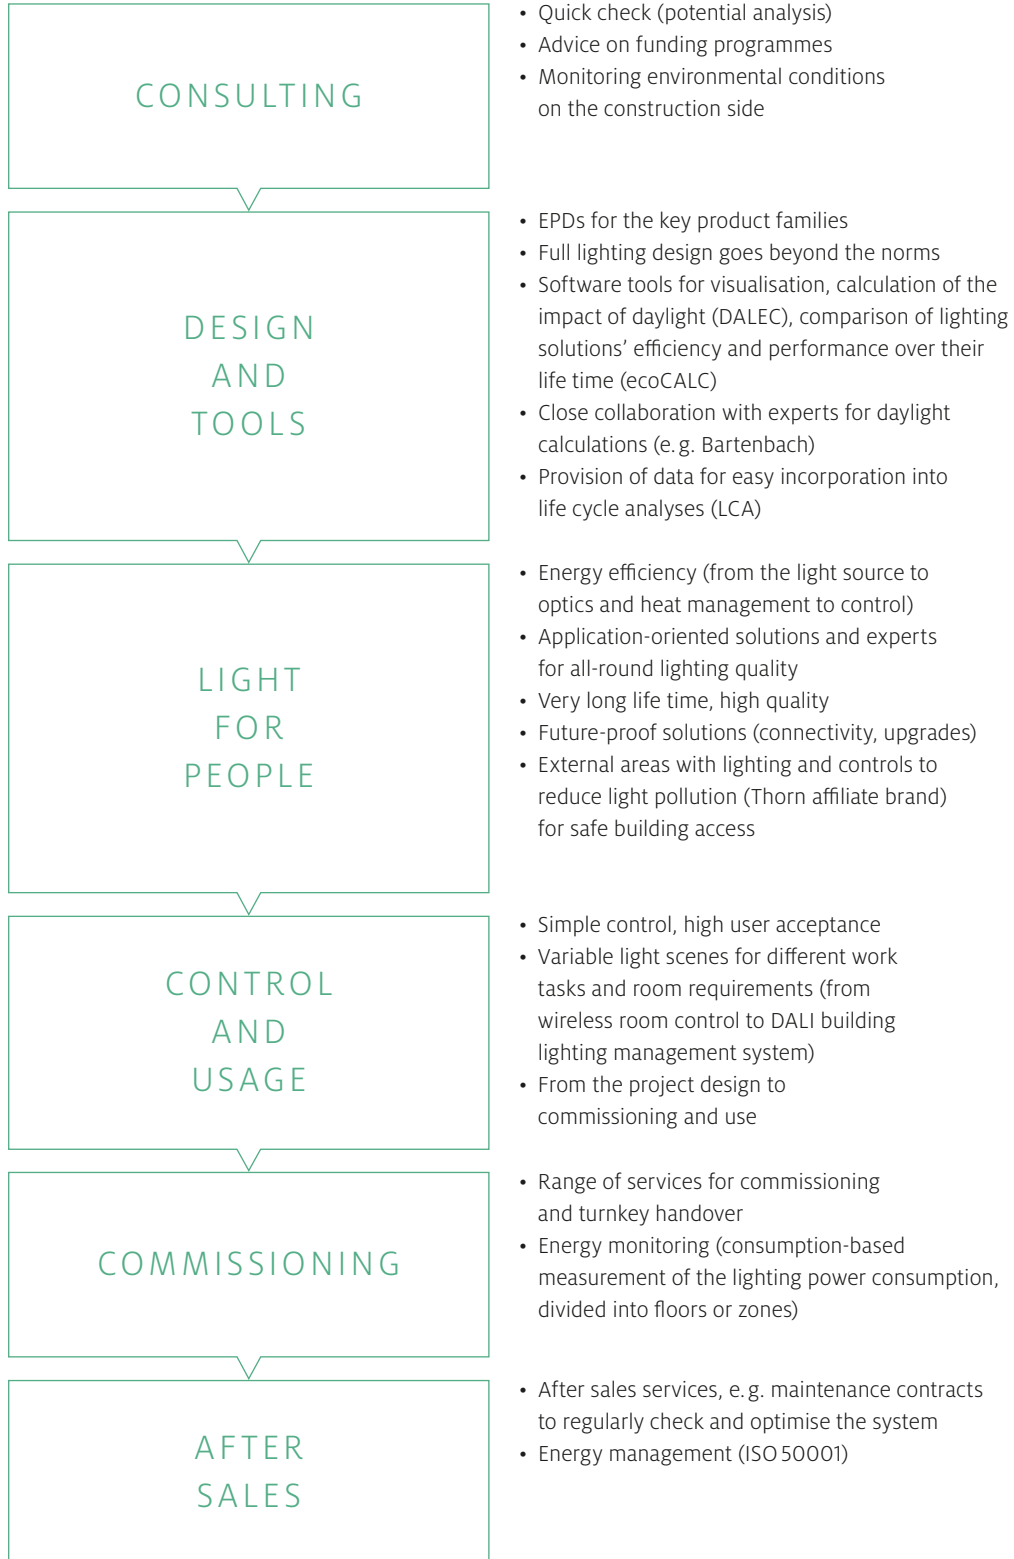 CONSULTING
• Quick check (potential analysis)
• Advice on funding programmes
• Monitoring environmental conditions
on the construction side
DESIGN
AND
TOOLS
• EPDs for the key product families
• Full lighting design goes beyond the norms
• Software tools for visualisation, calculation of the
impact of daylight (DALEC), comparison of lighting
solutions’ efficiency and performance over their
life time (ecoCALC)
• Close collaboration with experts for daylight
calculations (e. g. Bartenbach)
• Provision of data for easy incorporation into
life cycle analyses (LCA)
LIGHT
FOR
PEOPLE
• Energy efficiency (from the light source to
optics and heat management to control)
• Application-oriented solutions and experts
for all-round lighting quality
• Very long life time, high quality
• Future-proof solutions (connectivity, upgrades)
• External areas with lighting and controls to
reduce light pollution (Thorn affiliate brand)
for safe building access
CONTROL
AND
USAGE
• Simple control, high user acceptance
• Variable light scenes for different work
tasks and room requirements (from
wireless room control to DALI building
lighting management system)
• From the project design to
commissioning and use
COMMISSIONING
• Range of services for commissioning
and turnkey handover
• Energy monitoring (consumption-based
measurement of the lighting power consumption,
divided into floors or zones)
AFTER
SALES
• After sales services, e. g. maintenance contracts
to regularly check and optimise the system
• Energy management (ISO 50001)